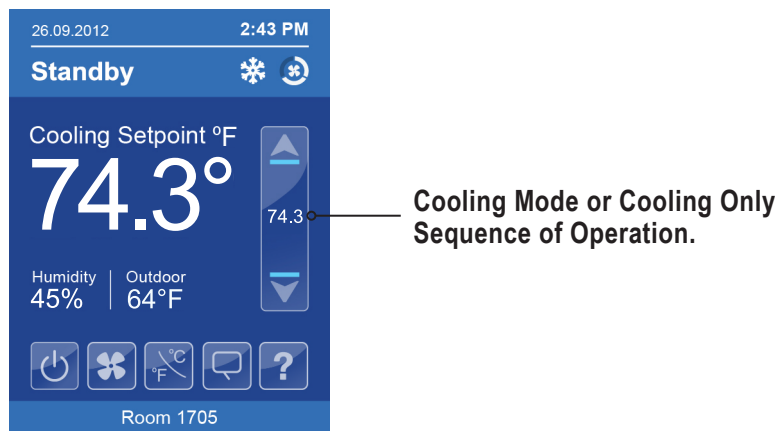 26.09.2012 2:43 PM
Standby
Cooling Setpoint ºF
74.3°
74.3
Cooling Mode or Cooling Only
Sequence of Operation.
Humidity Outdoor
45% 64°F
°F °C
?
Room 1705